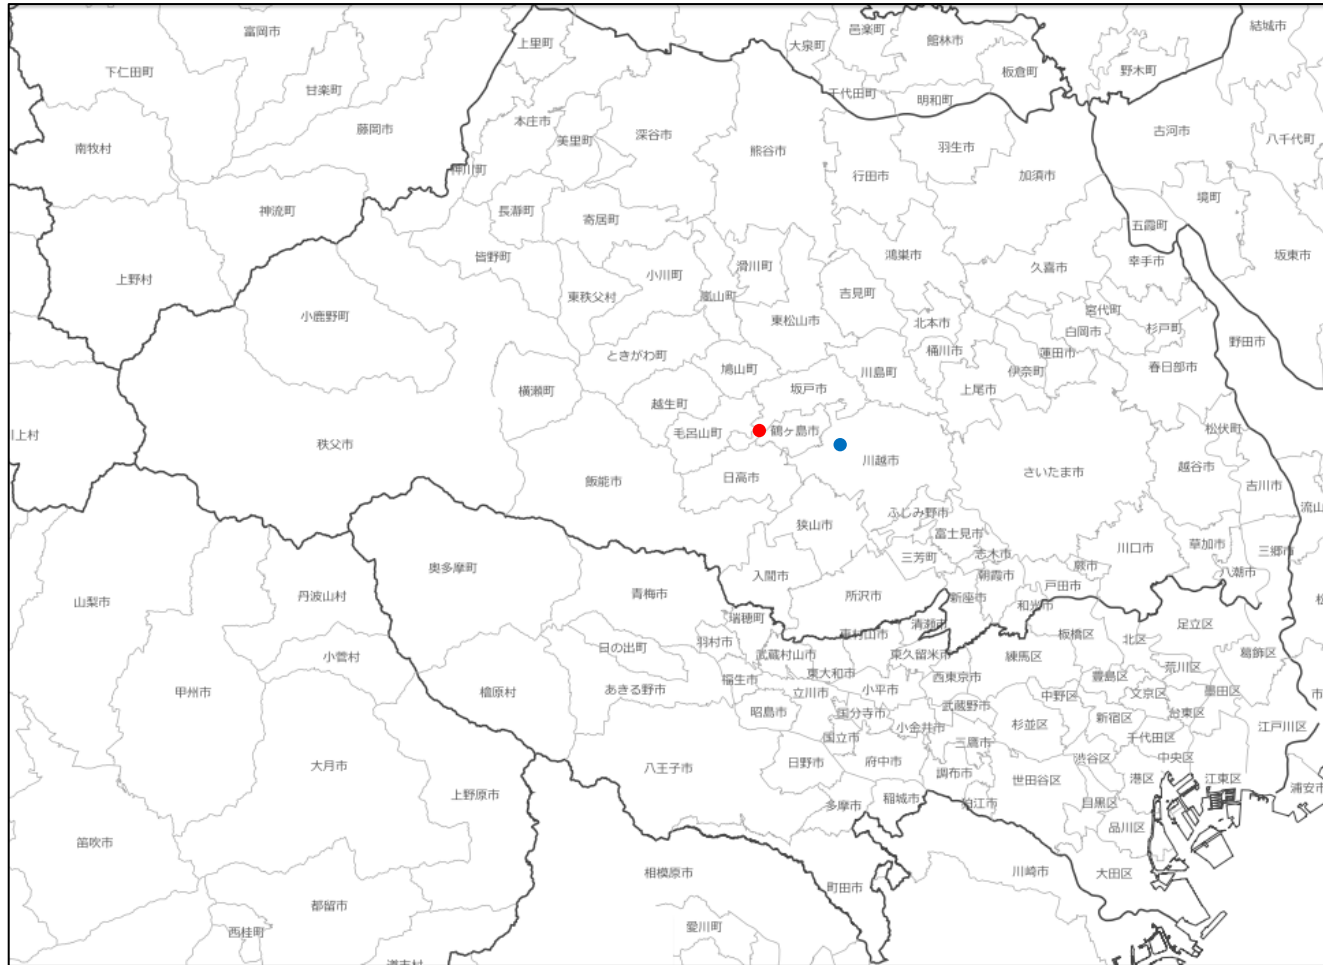 富岡市
上里町
大泉町
邑楽町
館林市
結城市
下仁田町
甘楽町
板倉町
野木町
千代田町
明和町
藤岡市
本庄市
美里町
深谷市
熊谷市
古河市
八千代町
南牧村
神川町
行田市
羽生市
加須市
境町
神流町
長瀞町
寄居町
五霞町
上野村
皆野町
小川町
滑川町
鴻巣市
久喜市
幸手市
坂東市
東秩父村
嵐山町
吉見町
小鹿野町
東松山市
北本市
宮代町
白岡市
杉戸町
野田市
ときがわ町
鳩山町
川島町
桶川市
蓮田市
伊奈町
春日部市
横瀬町
越生町
坂戸市
上尾市
川上村
秩父市
毛呂山町
鶴ヶ島市
松伏町
飯能市
日高市
川越市
さいたま市
越谷市
吉川市
流山
狭山市
ふじみ野市
富士見市
川口市
草加市
三郷市
奥多摩町
入間市
三芳町
志木市
朝霞市
蕨市
戸田市
八潮市
山梨市
丹波山村
青梅市
所沢市
新座市
和光市
松
瑞穂町
清瀬市
足立区
小菅村
日の出町
羽村市
武蔵村山市
東村山市
東久留米市
練馬区
板橋区
北区
葛飾区
甲州市
檜原村
あきる野市
福生市
東大和市
立川市
小平市
西東京市
豊島区
荒川区
中野区
文京区
墨田区
市
昭島市
国分寺市
小金井市
武蔵野市
杉並区
新宿区
台東区
江戸川区
国立市
三鷹市
千代田区
大月市
八王子市
日野市
府中市
調布市
世田谷区
渋谷区
中央区
港区
江東区
浦安市
上野原市
多摩市
稲城市
狛江市
目黒区
品川区
笛吹市
相模原市
町田市
川崎市
大田区
都留市
西桂町
愛川町
道志村